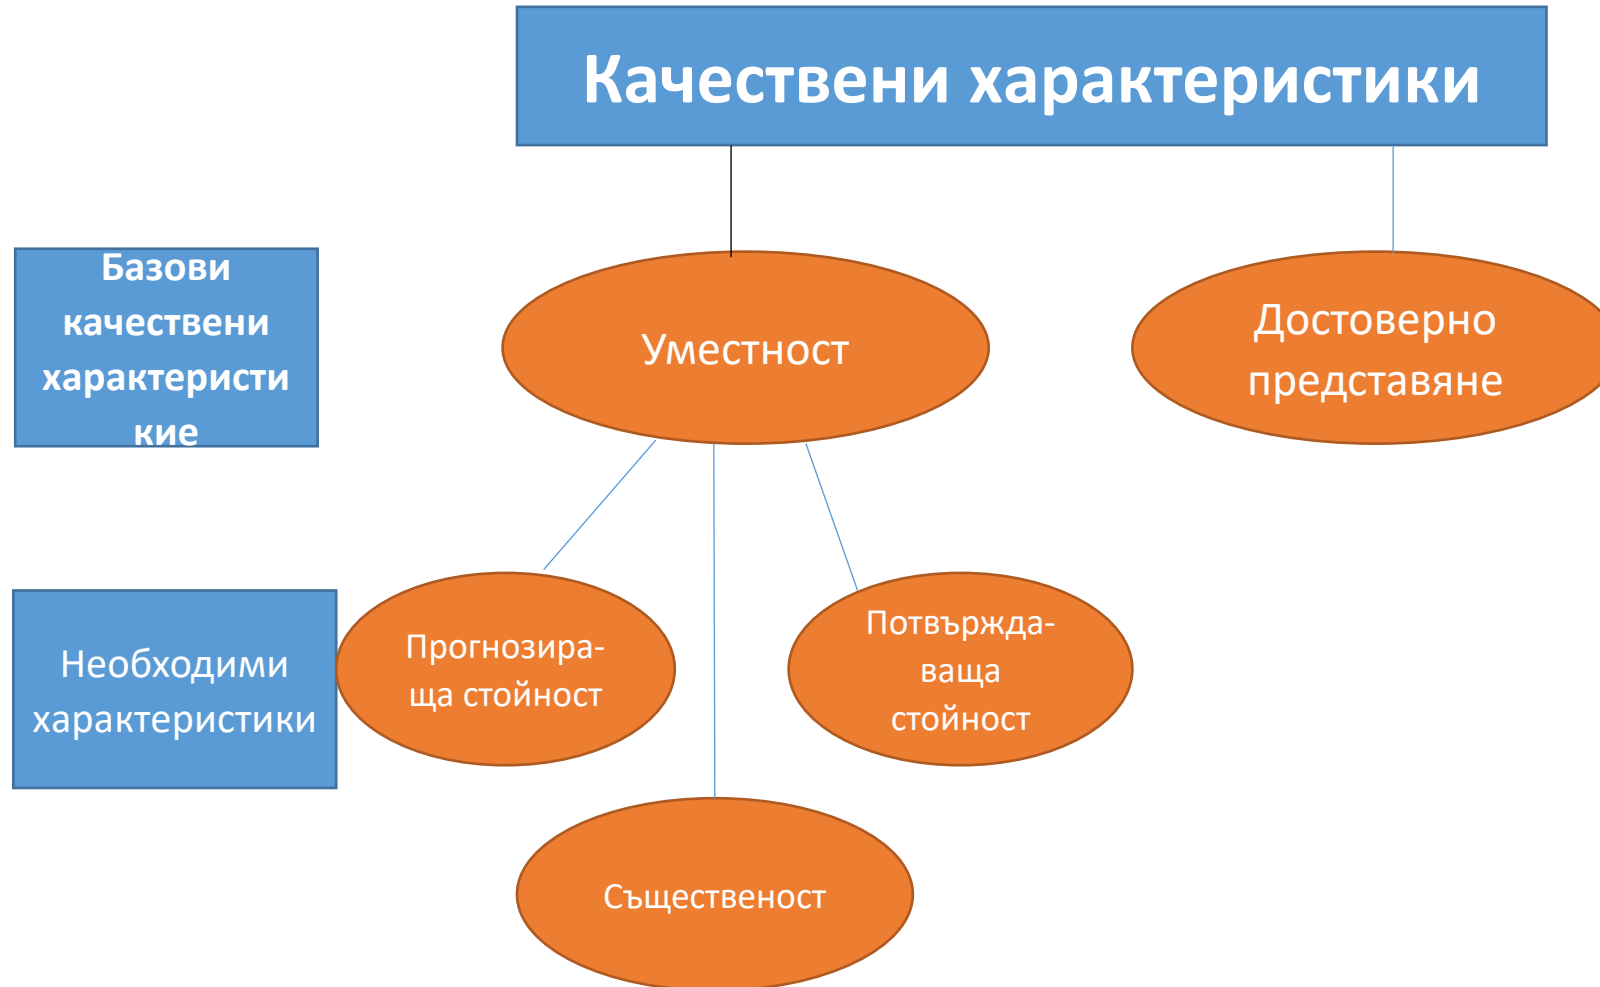 Качествени характеристики
Базови
качествени
характеристи
кие
Уместност
Достоверно
представяне
Необходими
характеристики
Прогнозира-
ща стойност
Потвържда-
ваща
стойност
Същественост